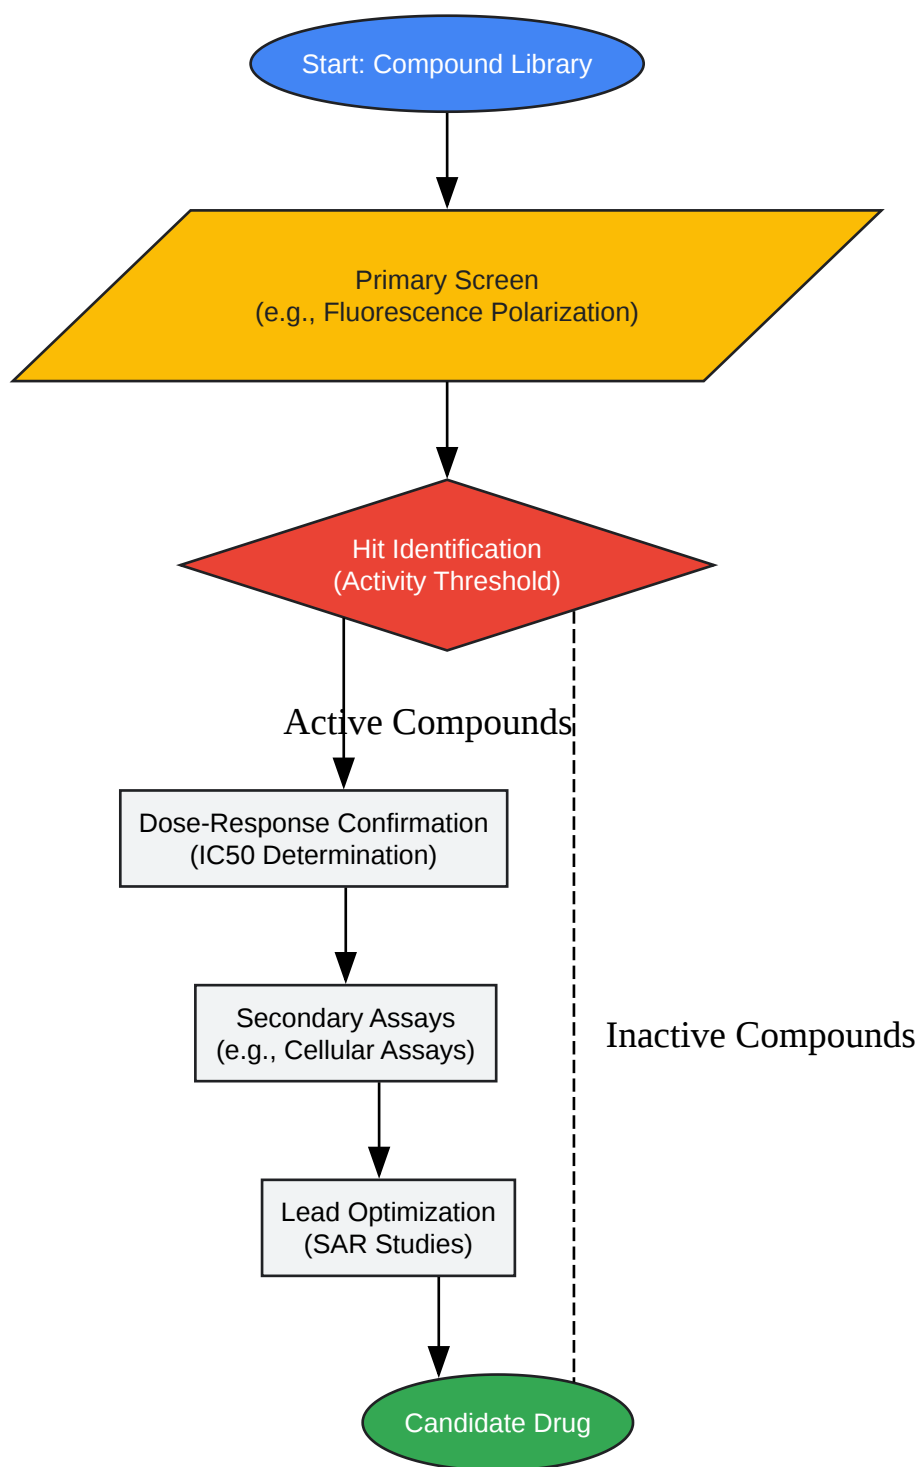 Start: Compound Library
Primary Screen
(e.g., Fluorescence Polarization)
Hit Identification
(Activity Threshold)
Active Compounds
Dose-Response Confirmation
(IC50 Determination)
Secondary Assays
(e.g., Cellular Assays)
Inactive Compounds
Lead Optimization
(SAR Studies)
Candidate Drug